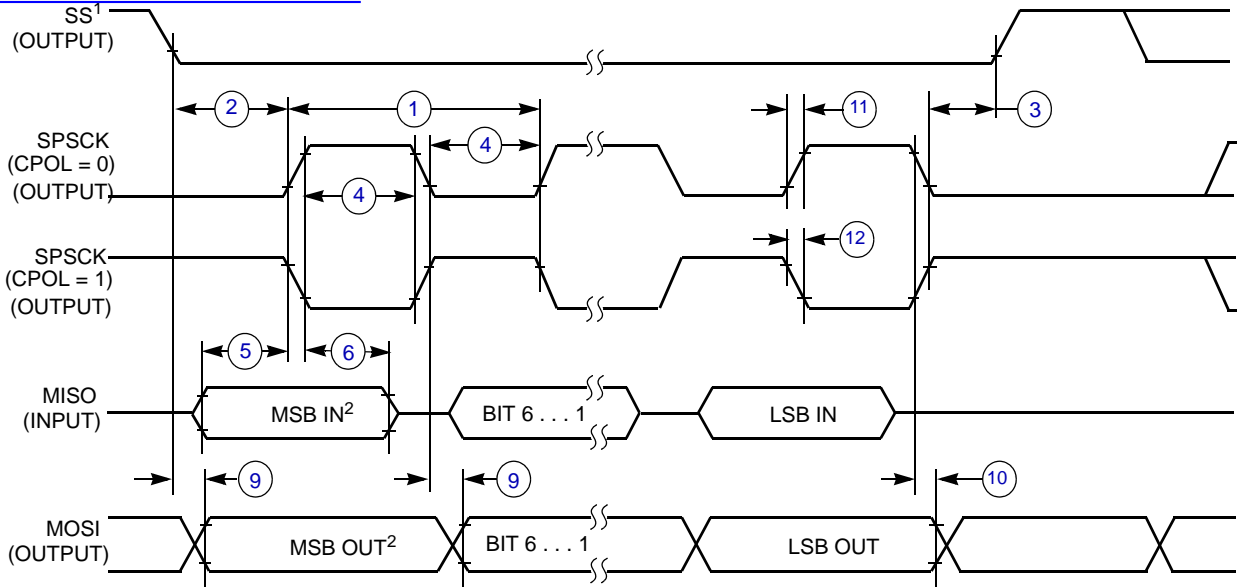 SS1
(OUTPUT)
2
1
11
3
SPSCK
(CPOL = 0)
(OUTPUT)
4
4
SPSCK
(CPOL = 1)
(OUTPUT)
12
5
6
MISO
(INPUT)
MSB IN2
BIT 6 . . . 1
LSB IN
9
9
10
MOSI
(OUTPUT)
MSB OUT2
BIT 6 . . . 1
LSB OUT